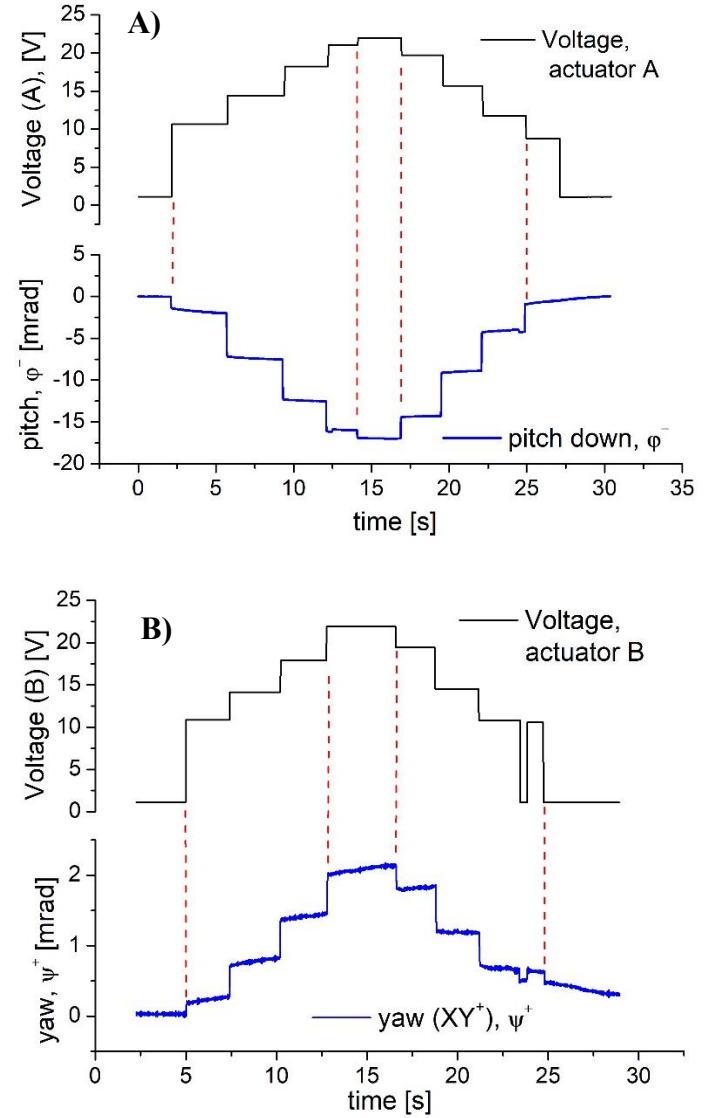 A)
Voltage (A), [V]
25
20
15
10
5
0
Voltage,
actuator A
pitch, φ⁻ [mrad]
5
0
-5
-10
-15
-20
pitch down, φ⁻
0 5 10 15 20 25 30 35
time [s]
B)
Voltage (B) [V]
25
20
15
10
5
0
Voltage,
actuator B
yaw, ψ⁺ [mrad]
2
1
0
yaw (XY⁺), ψ⁺
0 5 10 15 20 25 30
time [s]